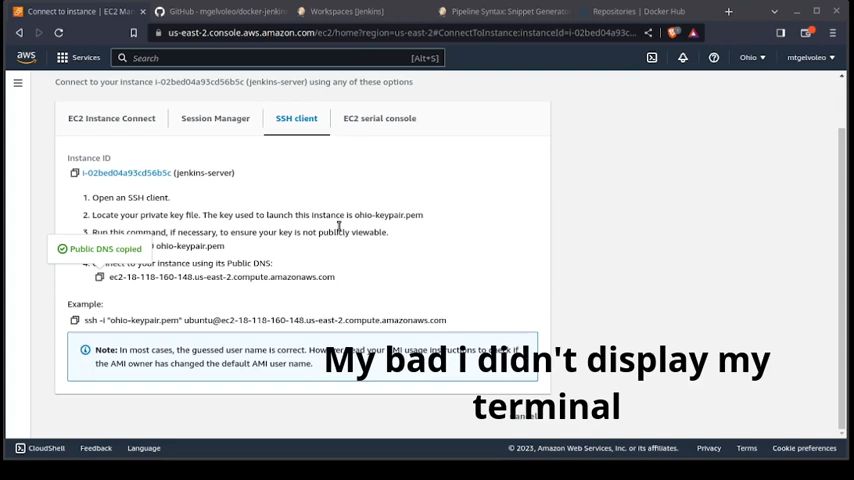 Connect to instance | EC2 Ma
GitHub - mgelvoleo/docker-jenkin
Workspaces [Jenkins]
Pipeline Syntax: Snippet Generato
Repositories | Docker Hub
us-east-2.console.aws.amazon.com/ec2/home?region=us-east-2#ConnectToInstance:instanceId=i-02bed04a93c...
aws
Services
Search
[Alt+S]
Ohio
mtgelvoleo
Connect to your instance i-02bed04a93cd56b5c (jenkins-server) using any of these options
EC2 Instance Connect
Session Manager
SSH client
EC2 serial console
Instance ID
i-02bed04a93cd56b5c (jenkins-server)
1. Open an SSH client.
2. Locate your private key file. The key used to launch this instance is ohio-keypair.pem
3. Run this command, if necessary, to ensure your key is not publicly viewable.
ohio-keypair.pem
Public DNS copied
to your instance using its Public DNS:
ec2-18-118-160-148.us-east-2.compute.amazonaws.com
Example:
ssh -i "ohio-keypair.pem" ubuntu@ec2-18-118-160-148.us-east-2.compute.amazonaws.com
Note: In most cases, the guessed user name is correct. However, read your AMI usage instructions to check if
the AMI owner has changed the default AMI user name.
My bad i didn't display my
terminal
CloudShell
Feedback
Language
© 2023, Amazon Web Services, Inc. or its affiliates.
Privacy
Terms
Cookie preferences